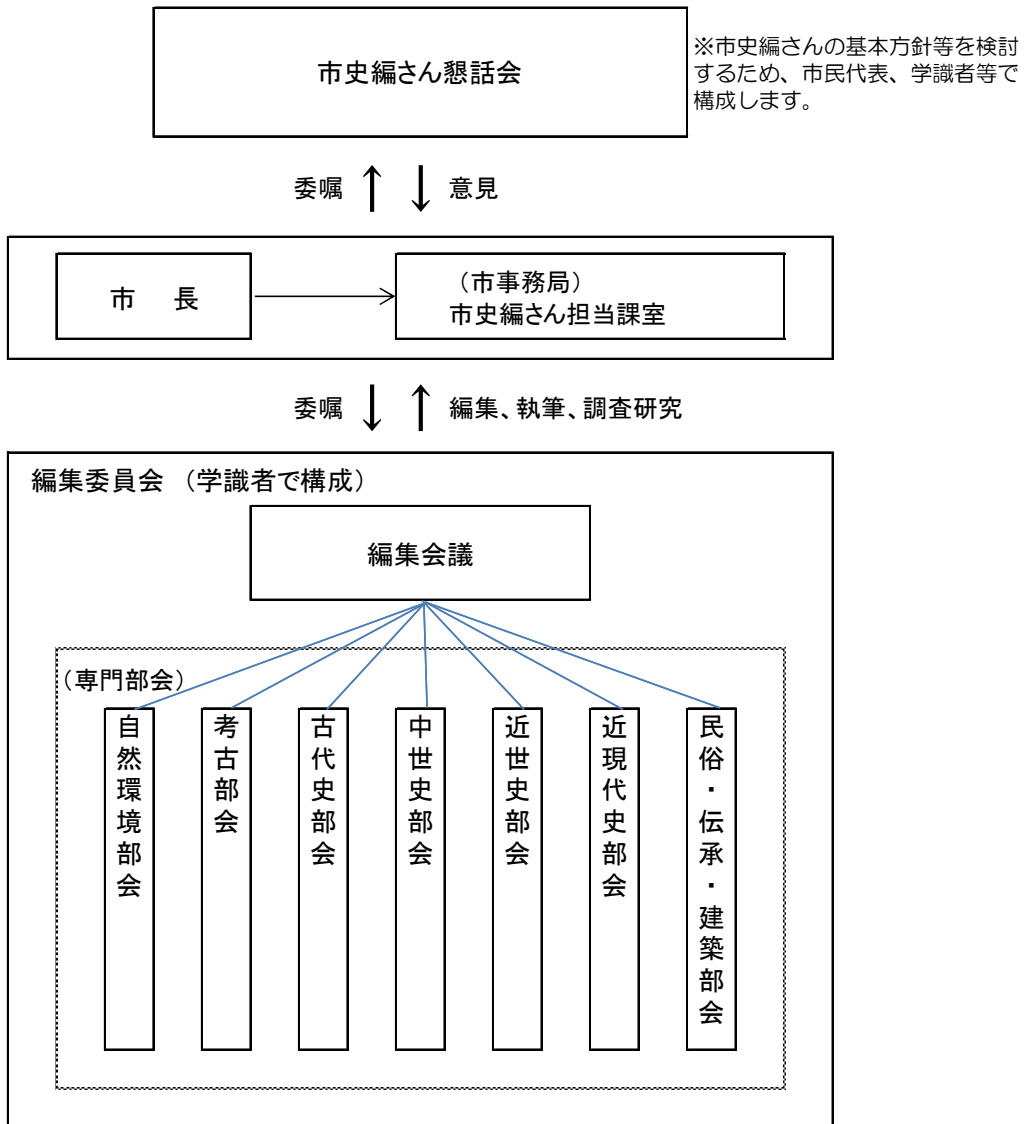 市史編さん懇話会
※市史編さんの基本方針等を検討
するため、市民代表、学識者等で
構成します。
委嘱
意見
市　長
（市事務局）
市史編さん担当課室
委嘱
編集、執筆、調査研究
編集委員会　（学識者で構成）
編集会議
（専門部会）
自然環境部会
考古部会
古代史部会
中世史部会
近世史部会
近現代史部会
民俗・伝承・建築部会